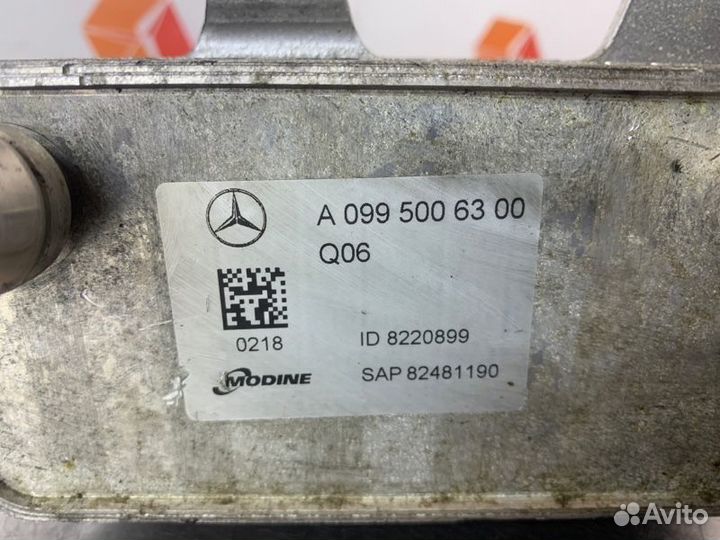 A 099 500 63 00
Q06
0218
ID 8220899
MODINE
SAP 82481190
Avito